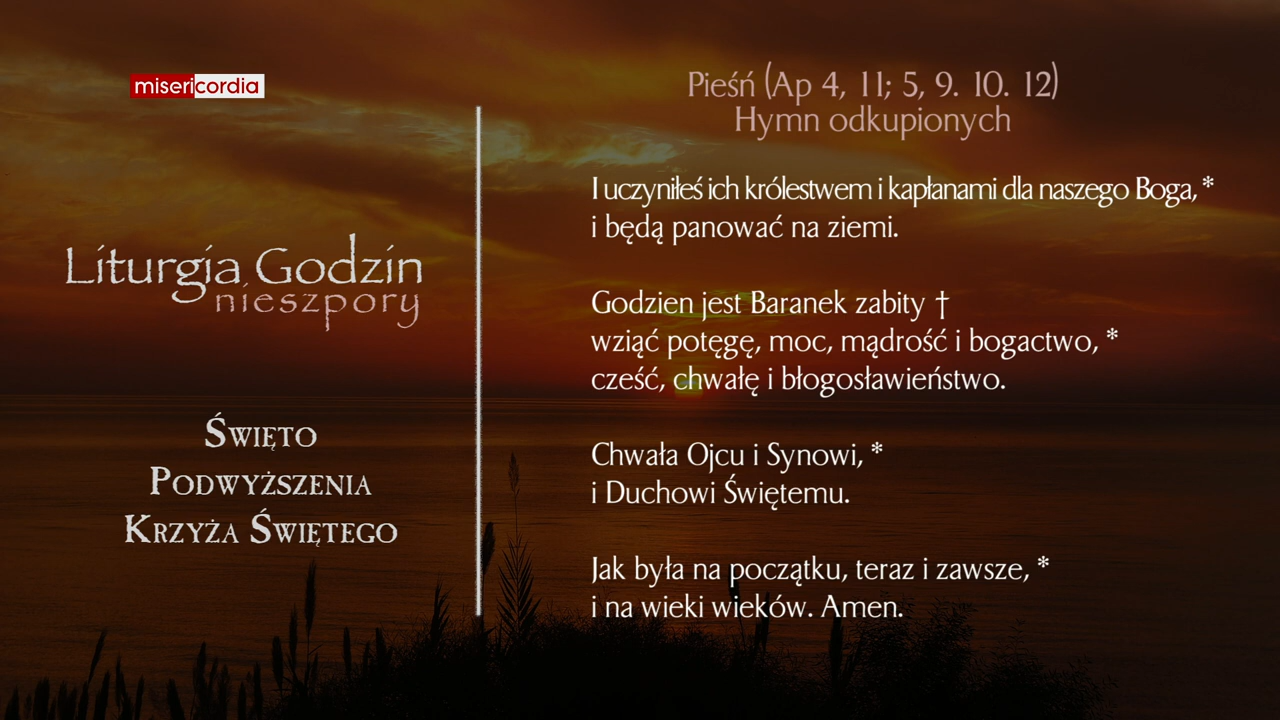 misericordia
Liturgia Godzin
nieszpory
Święto
Podwyższenia
Krzyża Świętego
Pieśń (Ap 4, 11; 5, 9. 10. 12)
Hymn odkupionych
I uczyniłeś ich królestwem i kapłanami dla naszego Boga, *
i będą panować na ziemi.
Godzien jest Baranek zabity †
wziąć potęgę, moc, mądrość i bogactwo, *
cześć, chwałę i błogosławieństwo.
Chwała Ojcu i Synowi, *
i Duchowi Świętemu.
Jak była na początku, teraz i zawsze, *
i na wieki wieków. Amen.